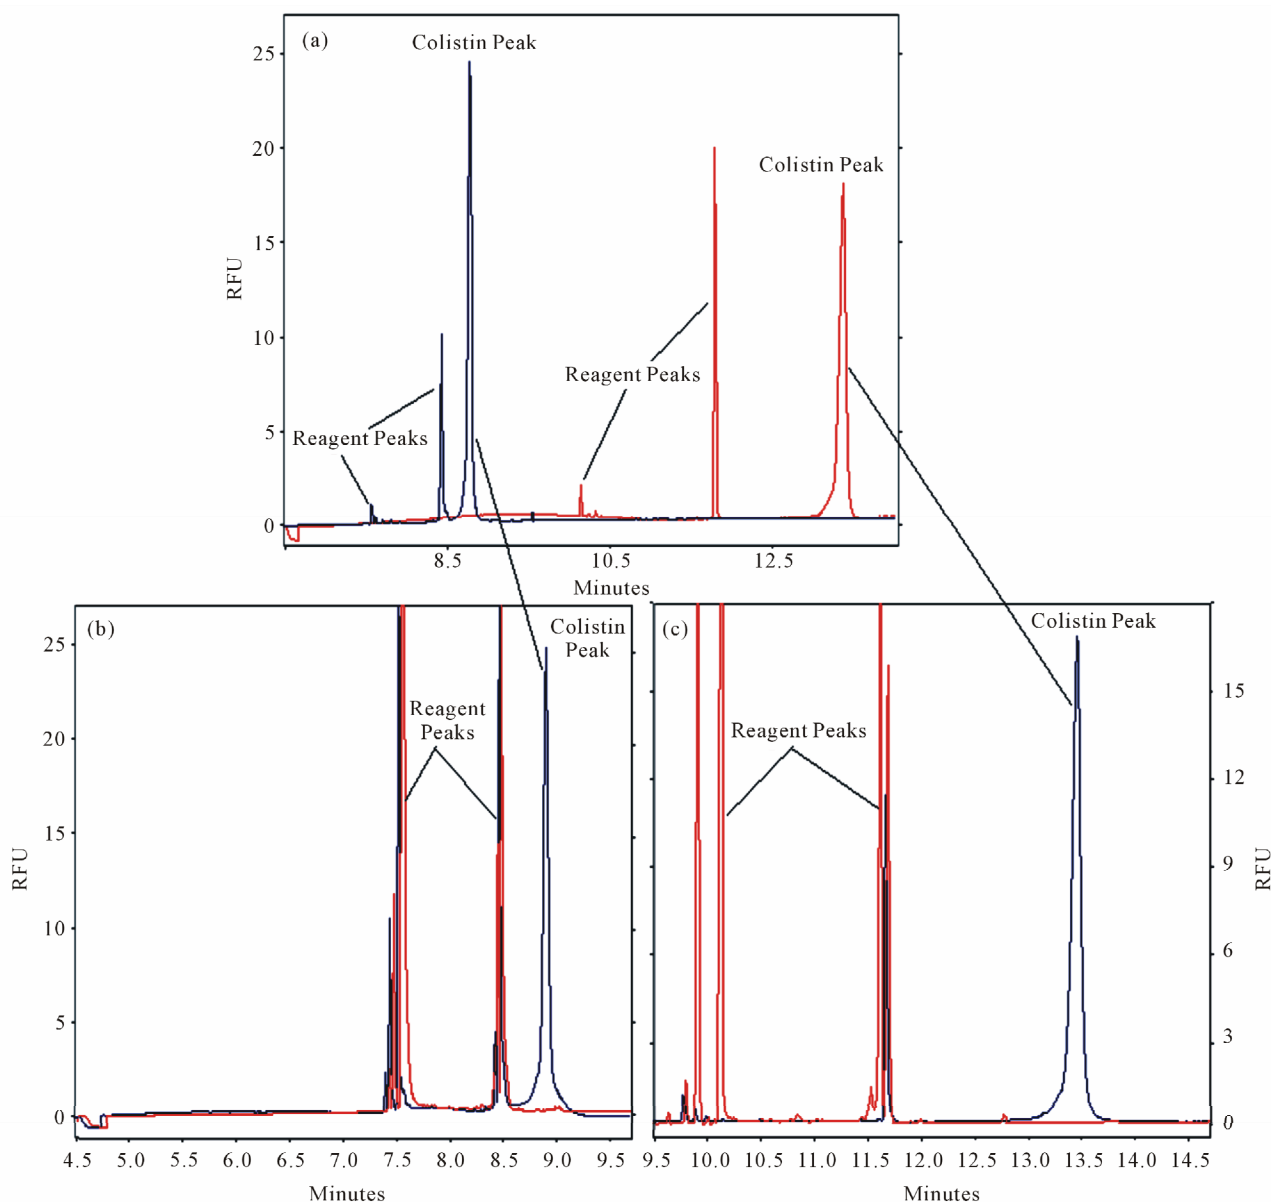 (a)
Colistin Peak
25
20
Colistin Peak
15
RFU
10
Reagent Peaks
Reagent Peaks
5
0
8.5 10.5 12.5
Minutes
(b)
Colistin
Peak
25
Reagent
Peaks
20
15
RFU
10
5
0
4.5 5.0 5.5 6.0 6.5 7.0 7.5 8.0 8.5 9.0 9.5
Minutes
(c)
Colistin Peak
15
Reagent Peaks
12
9
RFU
6
3
0
9.5 10.0 10.5 11.0 11.5 12.0 12.5 13.0 13.5 14.0 14.5
Minutes